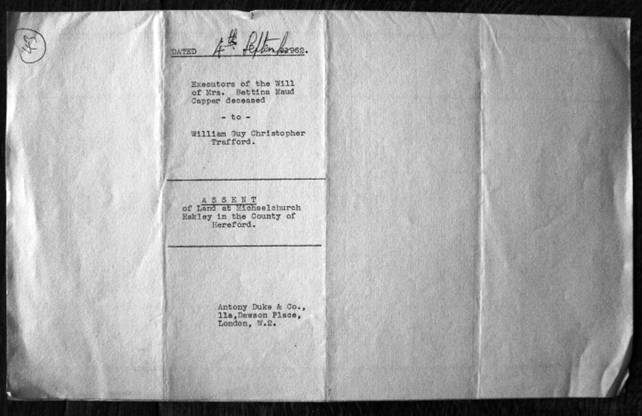 43
DATED 4th September 1962.
Executors of the Will
of Mrs. Bettina Maud
Capper deceased
- to -
William Guy Christopher
Trafford.
A S S E N T
of Land at Michaelchurch
Eskley in the County of
Hereford.
Antony Duke & Co.,
11a, Dawson Place,
London, W.2.